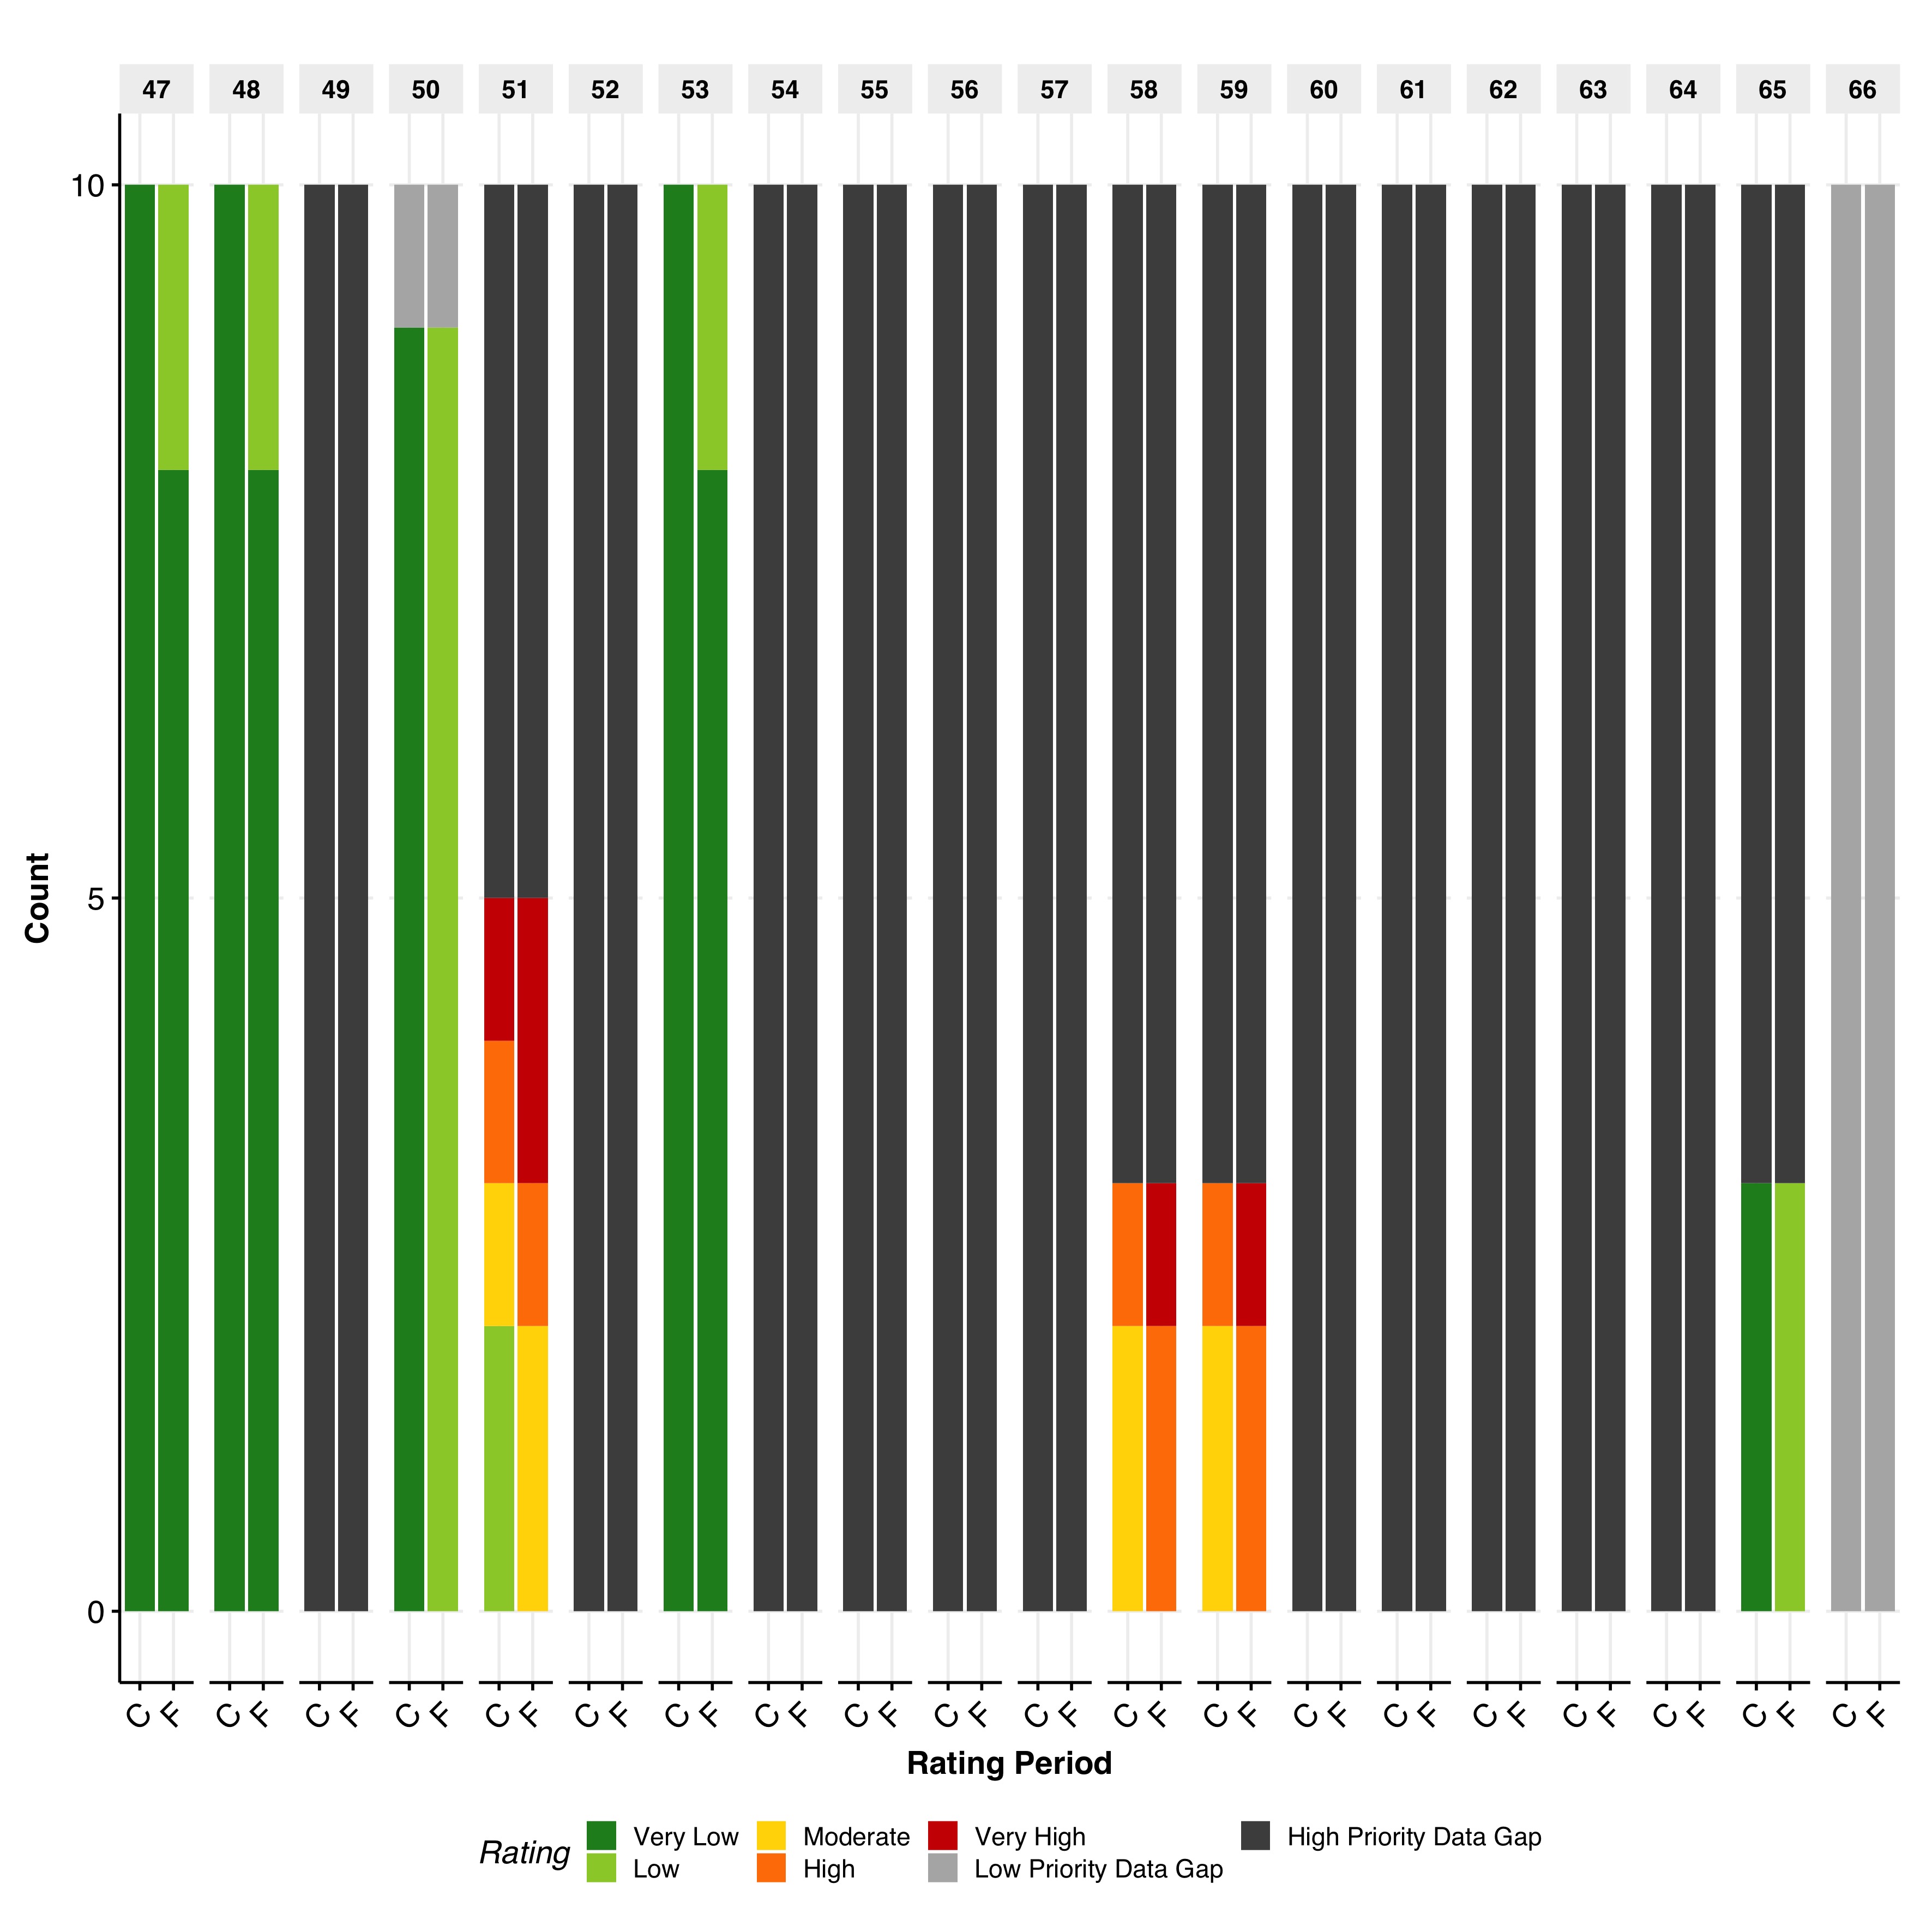 47 48 49 50 51 52 53 54 55 56 57 58 59 60 61 62 63 64 65 66
10
5
0
Count
C F C F C F C F C F C F C F C F C F C F C F C F C F C F C F C F C F C F C F C F
Rating Period
Rating
Very Low Moderate Very High High Priority Data Gap
Low High Low Priority Data Gap